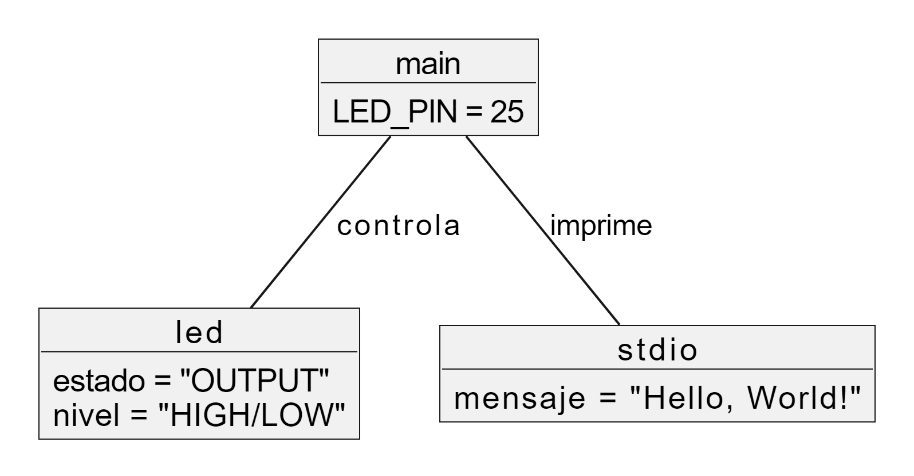 main
LED_PIN = 25
controla
imprime
led
estado = "OUTPUT"
nivel = "HIGH/LOW"
stdio
mensaje = "Hello, World!"